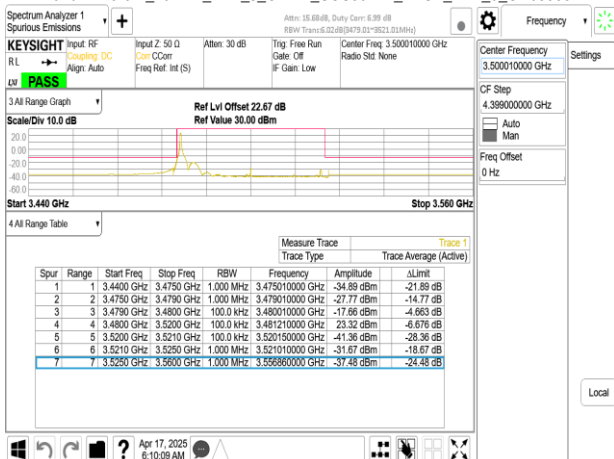 Spectrum Analyzer 1
Spurious Emissions
Attn: 15.68dB, Duty Corr: 6.99 dB
RBW Trans:6.02dB(3479.01~3521.01MHz)
Frequency
KEYSIGHT
RL
PASS
Input: RF
Coupling: DC
Align: Auto
Input Z: 50 Ω
Corr CCorr
Freq Ref: Int (S)
Atten: 30 dB
Trig: Free Run
Gate: Off
IF Gain: Low
Center Freq: 3.500010000 GHz
Radio Std: None
Center Frequency
3.500010000 GHz
Settings
CF Step
4.399000000 GHz
Auto
Man
Freq Offset
0 Hz
3 All Range Graph
Scale/Div 10.0 dB
Ref Lvl Offset 22.67 dB
Ref Value 30.00 dBm
20.0
0.00
-20.0
-40.0
-60.0
Start 3.440 GHz
Stop 3.560 GHz
4 All Range Table
Measure Trace Trace 1
Trace Type Trace Average (Active)
Spur Range Start Freq Stop Freq RBW Frequency Amplitude ΔLimit
1 1 3.4400 GHz 3.4750 GHz 1.000 MHz 3.475010000 GHz -34.89 dBm -21.89 dB
2 2 3.4750 GHz 3.4790 GHz 1.000 MHz 3.479010000 GHz -27.77 dBm -14.77 dB
3 3 3.4790 GHz 3.4800 GHz 100.0 kHz 3.480010000 GHz -17.66 dBm -4.663 dB
4 4 3.4800 GHz 3.5200 GHz 100.0 kHz 3.481210000 GHz 23.32 dBm -6.676 dB
5 5 3.5200 GHz 3.5210 GHz 100.0 kHz 3.520150000 GHz -41.36 dBm -28.36 dB
6 6 3.5210 GHz 3.5250 GHz 1.000 MHz 3.521010000 GHz -31.67 dBm -18.67 dB
7 7 3.5250 GHz 3.5600 GHz 1.000 MHz 3.556860000 GHz -37.48 dBm -24.48 dB
Local
Apr 17, 2025
6:10:09 AM